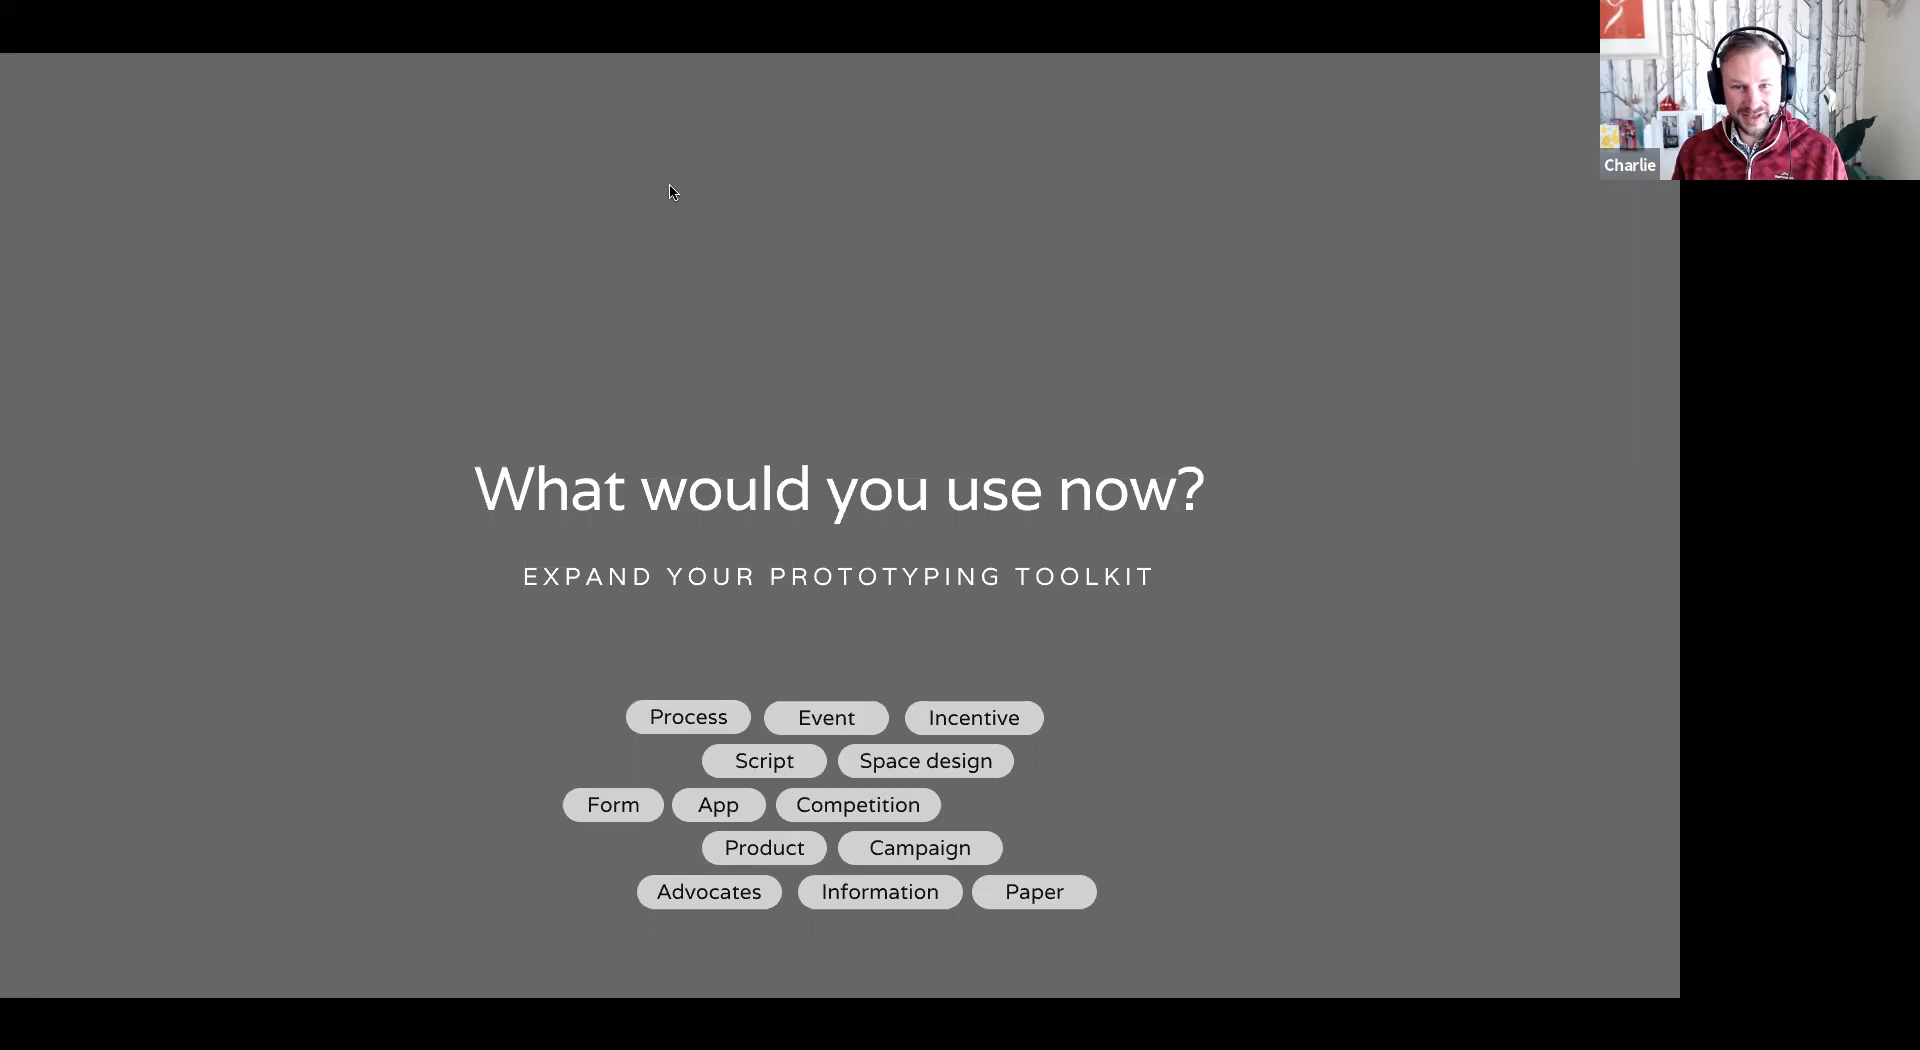 Charlie
What would you use now?
EXPAND YOUR PROTOTYPING TOOLKIT
Process Event Incentive
Script Space design
Form App Competition
Product Campaign
Advocates Information Paper